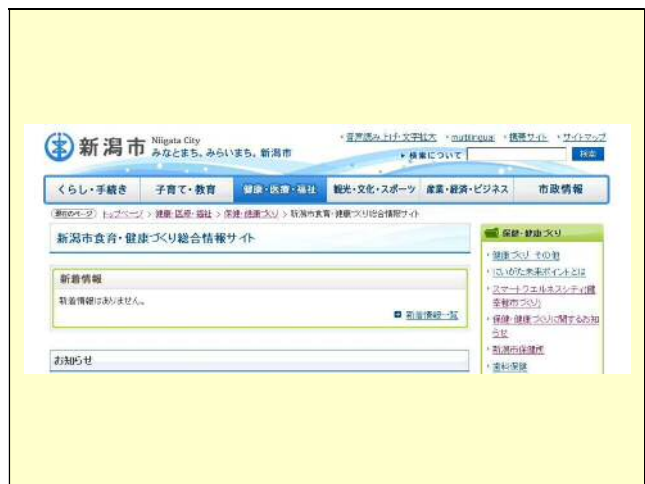 新潟市 Niigata City
みなとまち、みらいまち。新潟市
・音声読み上げ・文字拡大 ・multilingual ・携帯サイト ・サイトマップ
検索について 検索
くらし・手続き 子育て・教育 健康・医療・福祉 観光・文化・スポーツ 産業・経済・ビジネス 市政情報
現在のページ トップページ > 健康・医療・福祉 > 保健・健康づくり > 新潟市食育・健康づくり総合情報サイト
新潟市食育・健康づくり総合情報サイト
新着情報
新着情報はありません。
新着情報一覧
お知らせ
保健・健康づくり
・健康づくり その他
・にいがた未来ポイントとは
・スマートウエルネスシティ(健
幸都市づくり)
・保健・健康づくりに関するお知
らせ
・新潟市保健所
・歯科保健